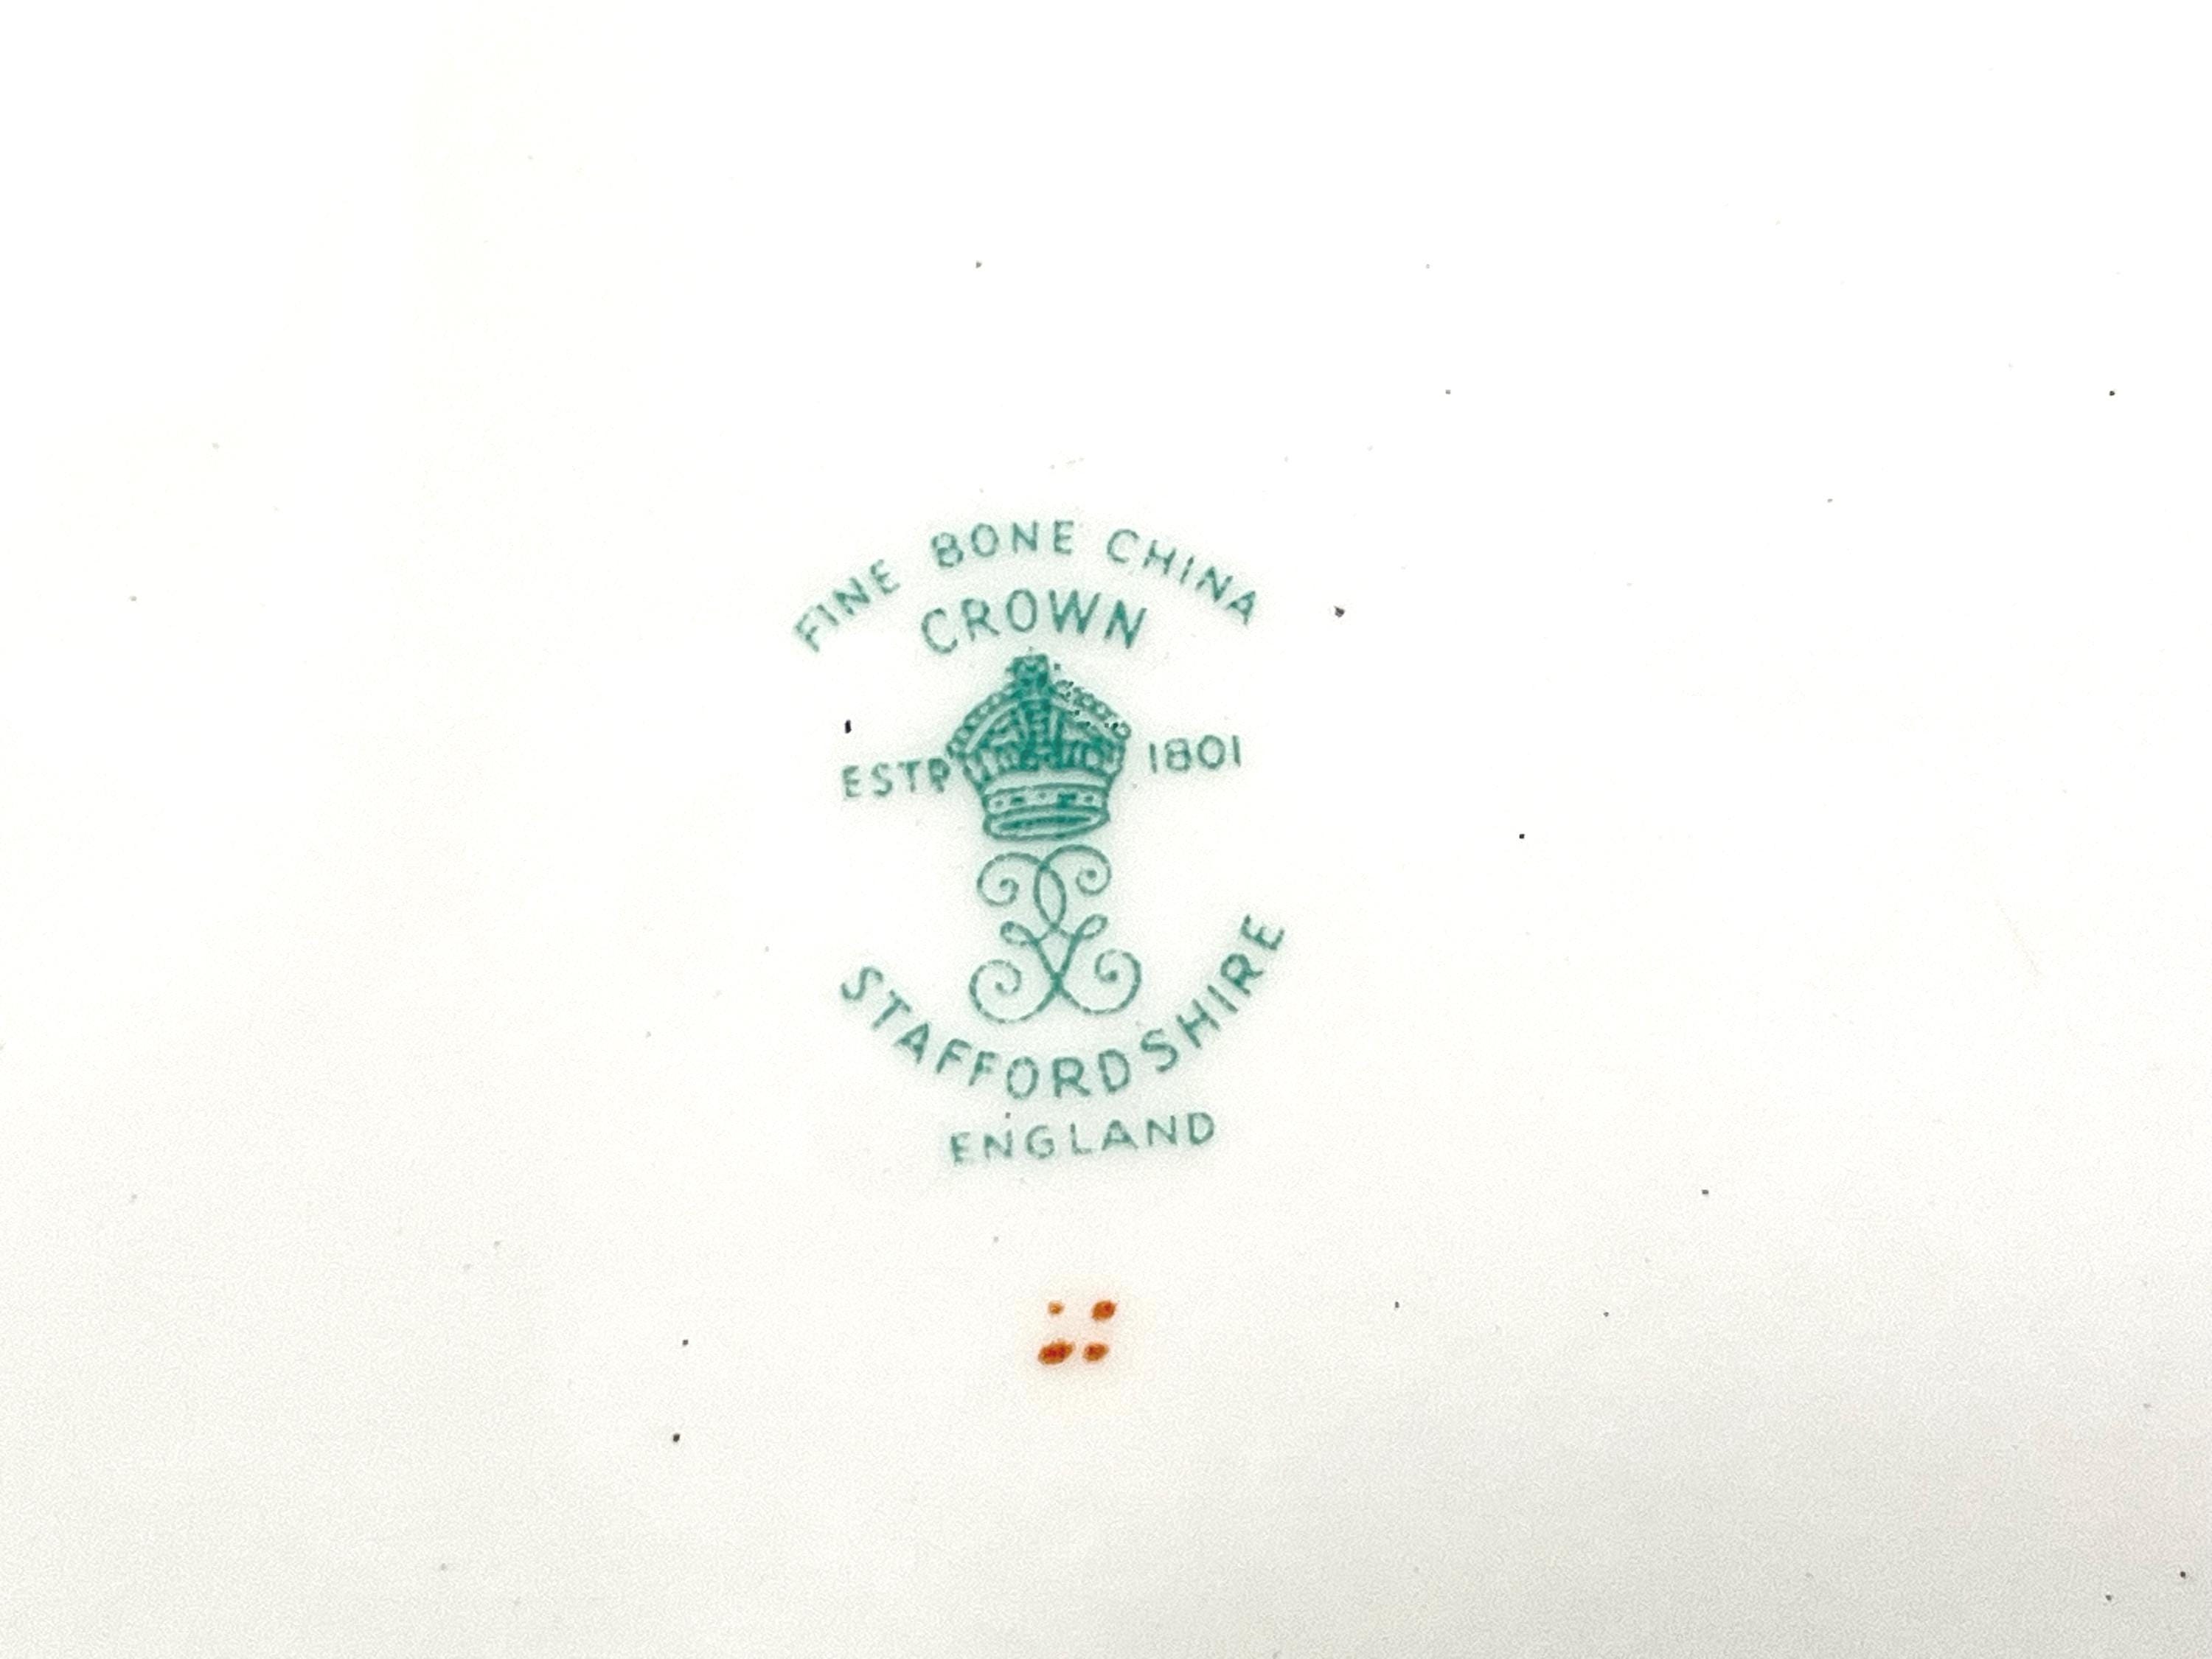 FINE BONE CHINA
CROWN
ESTD 1801
STAFFORDSHIRE
ENGLAND